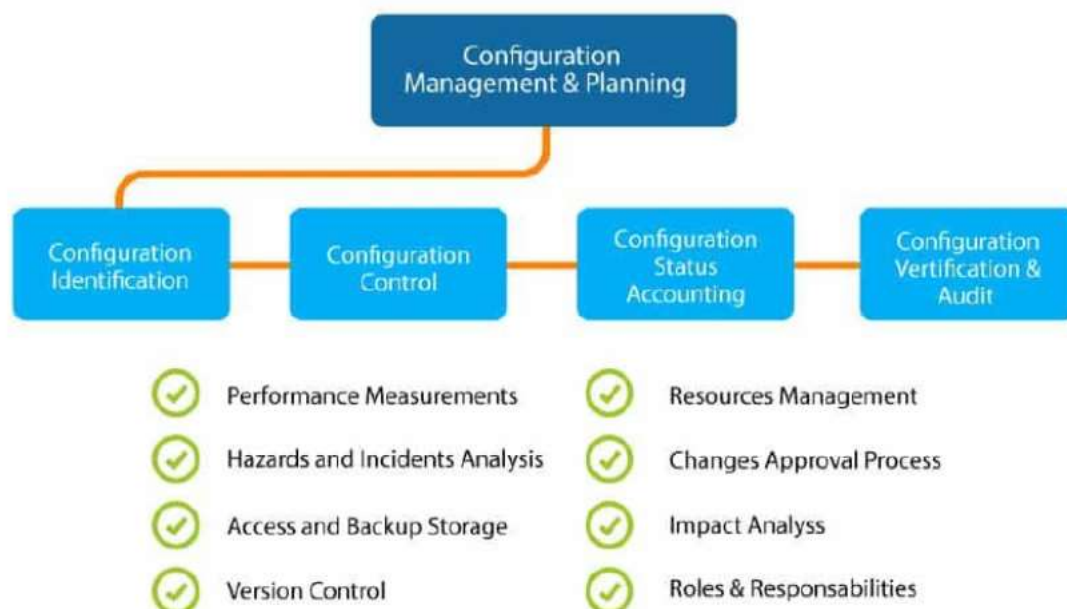 Configuration
Management & Planning
Configuration
Identification
Configuration
Control
Configuration
Status
Accounting
Configuration
Vertification &
Audit
Performance Measurements
Hazards and Incidents Analysis
Access and Backup Storage
Version Control
Resources Management
Changes Approval Process
Impact Analyss
Roles & Responsabilities